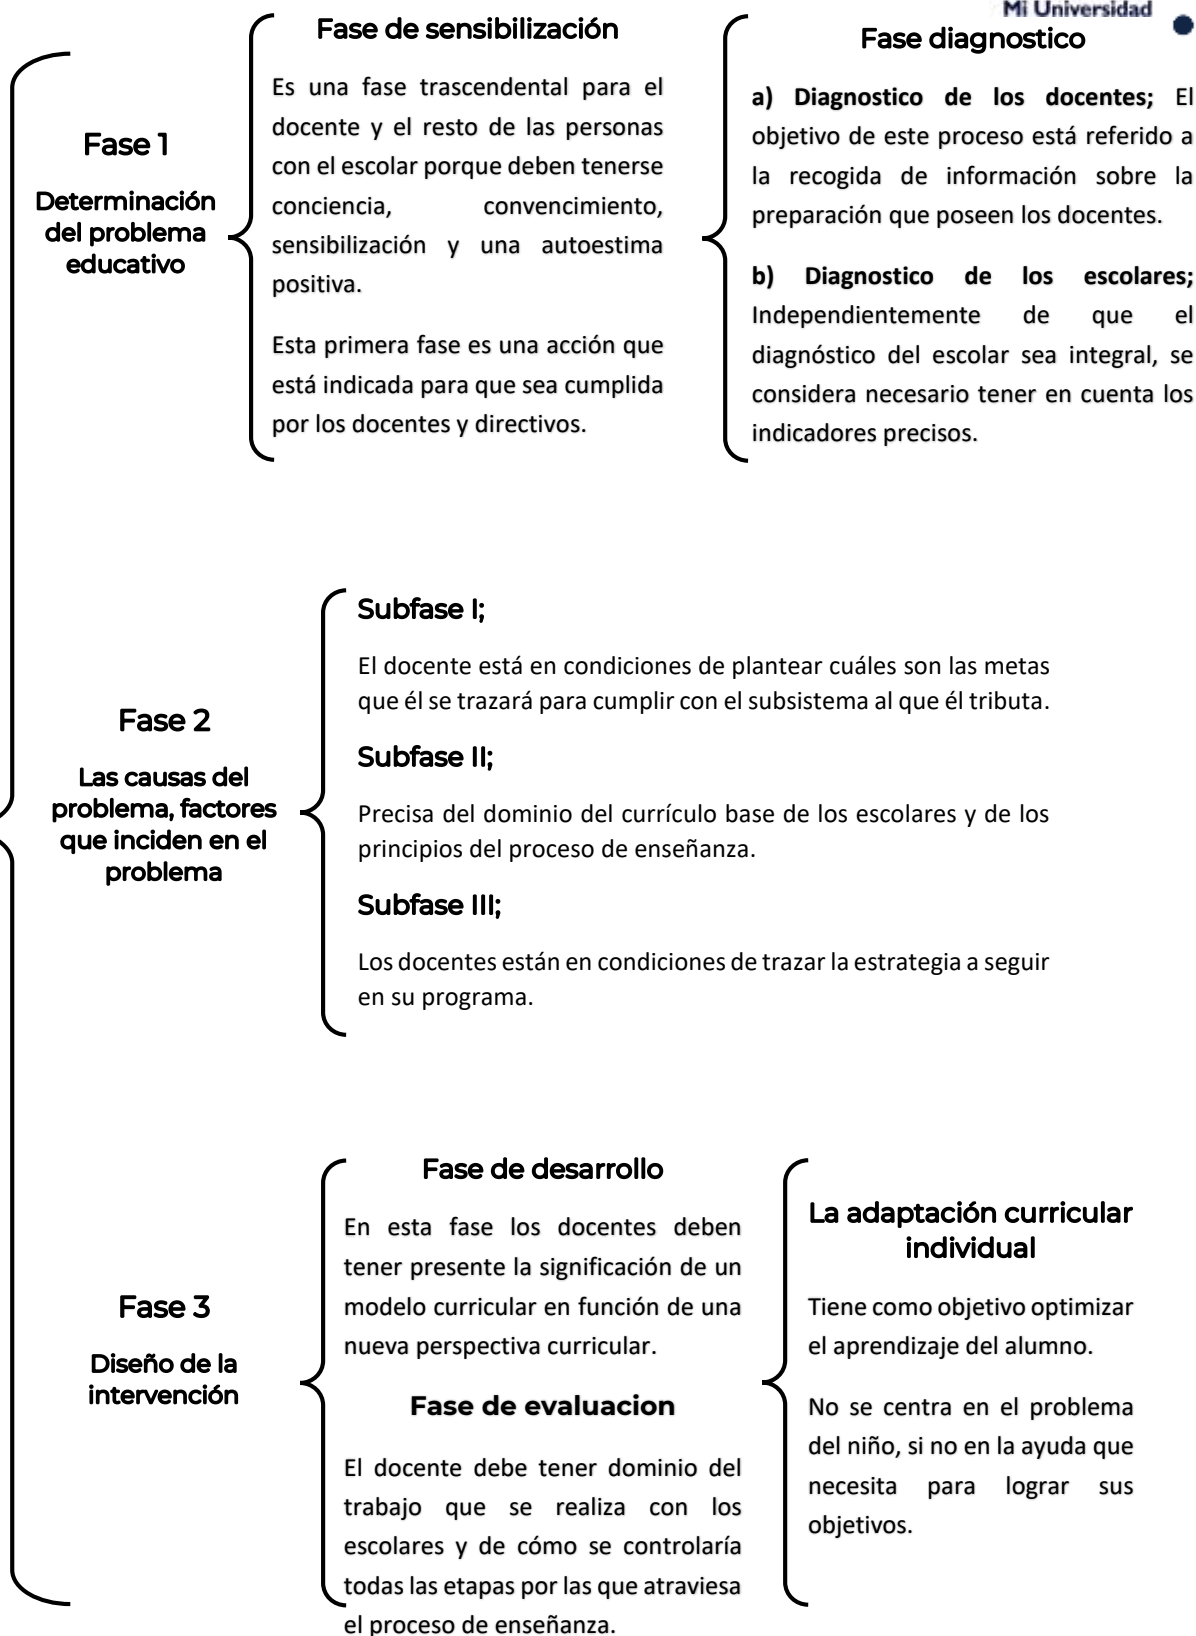 Mi Universidad
Fase 1
Determinación
del problema
educativo
Fase de sensibilización
Es una fase trascendental para el
docente y el resto de las personas
con el escolar porque deben tenerse
conciencia, convencimiento,
sensibilización y una autoestima
positiva.
Esta primera fase es una acción que
está indicada para que sea cumplida
por los docentes y directivos.
Fase diagnostico
a) Diagnostico de los docentes; El
objetivo de este proceso está referido a
la recogida de información sobre la
preparación que poseen los docentes.
b) Diagnostico de los escolares;
Independientemente de que el
diagnóstico del escolar sea integral, se
considera necesario tener en cuenta los
indicadores precisos.
Fase 2
Las causas del
problema, factores
que inciden en el
problema
Subfase I;
El docente está en condiciones de plantear cuáles son las metas
que él se trazará para cumplir con el subsistema al que él tributa.
Subfase II;
Precisa del dominio del currículo base de los escolares y de los
principios del proceso de enseñanza.
Subfase III;
Los docentes están en condiciones de trazar la estrategia a seguir
en su programa.
Fase 3
Diseño de la
intervención
Fase de desarrollo
En esta fase los docentes deben
tener presente la significación de un
modelo curricular en función de una
nueva perspectiva curricular.
Fase de evaluacion
El docente debe tener dominio del
trabajo que se realiza con los
escolares y de cómo se controlaría
todas las etapas por las que atraviesa
el proceso de enseñanza.
La adaptación curricular
individual
Tiene como objetivo optimizar
el aprendizaje del alumno.
No se centra en el problema
del niño, si no en la ayuda que
necesita para lograr sus
objetivos.